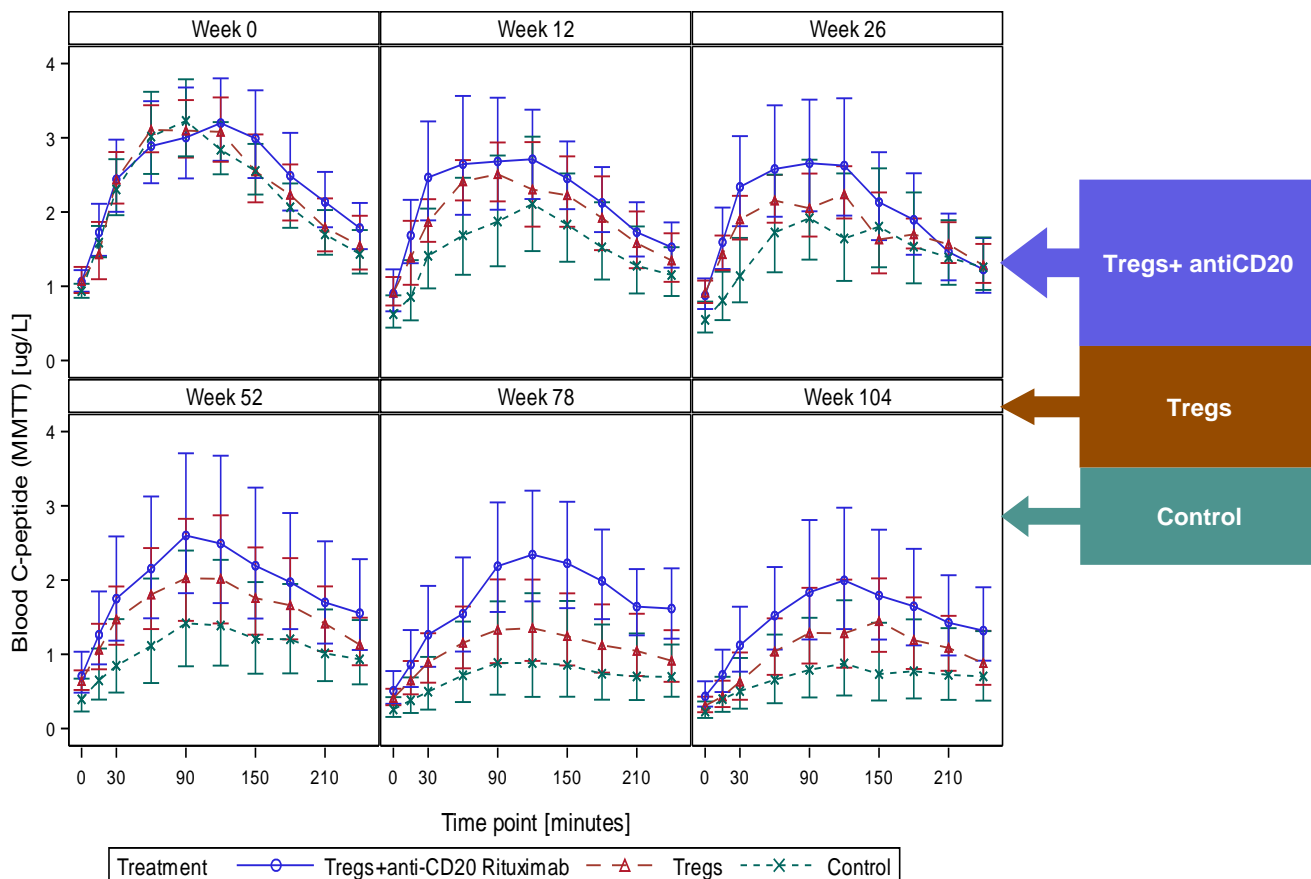 Week 0
Week 12
Week 26
4
3
2
1
0
Week 52
Week 78
Week 104
4
3
2
1
0
0 30 90 150 210
0 30 90 150 210
0 30 90 150 210
Blood C-peptide (MMTT) [ug/L]
Time point [minutes]
Treatment Tregs+anti-CD20 Rituximab Tregs Control
Tregs+ antiCD20
Tregs
Control